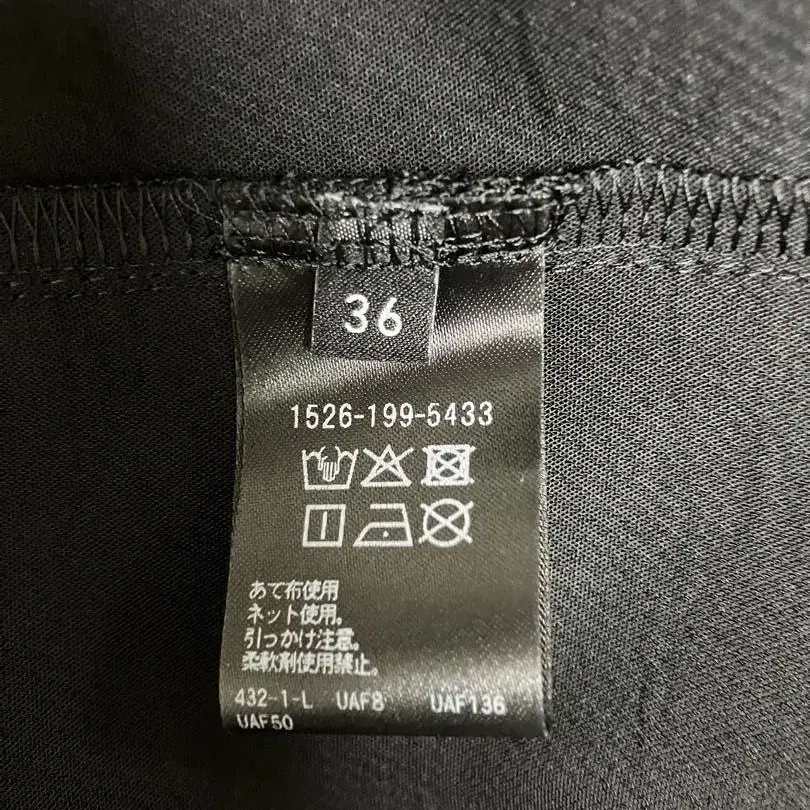 36
1526-199-5433
あて布使用
ネット使用。
引っかけ注意。
柔軟剤使用禁止。
432-1-L UAF8 UAF136
UAF50